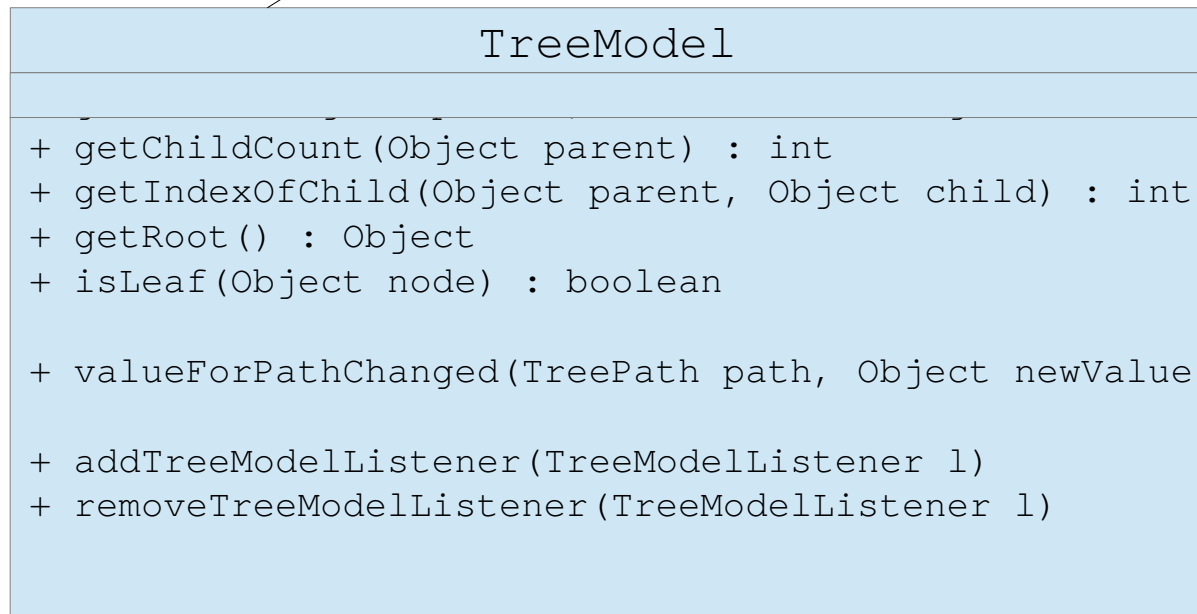 TreeModel
+ getChildCount(Object parent) : int
+ getIndexOfChild(Object parent, Object child) : int
+ getRoot() : Object
+ isLeaf(Object node) : boolean
+ valueForPathChanged(TreePath path, Object newValue
+ addTreeModelListener(TreeModelListener l)
+ removeTreeModelListener(TreeModelListener l)